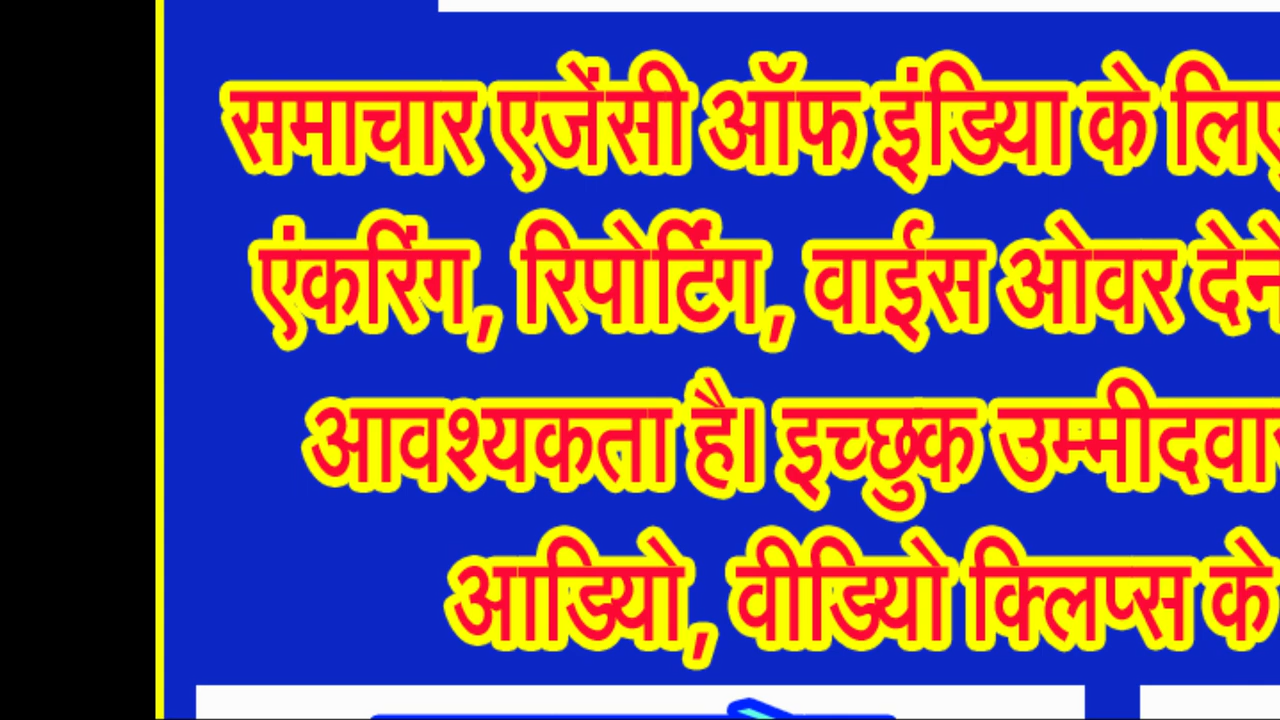 समाचार एजेंसी ऑफ इंडिया के लिए
एंकरिंग, रिपोर्टिंग, वाईस ओवर देने
आवश्यकता है। इच्छुक उम्मीदवार
आडियो, वीडियो क्लिप्स के